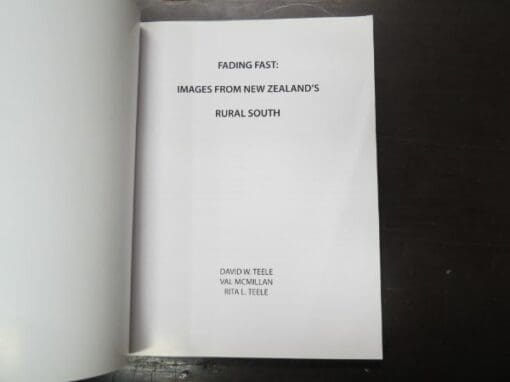 FADING FAST:
IMAGES FROM NEW ZEALAND'S
RURAL SOUTH
DAVID W. TEELE
VAL MCMILLAN
RITA L. TEELE